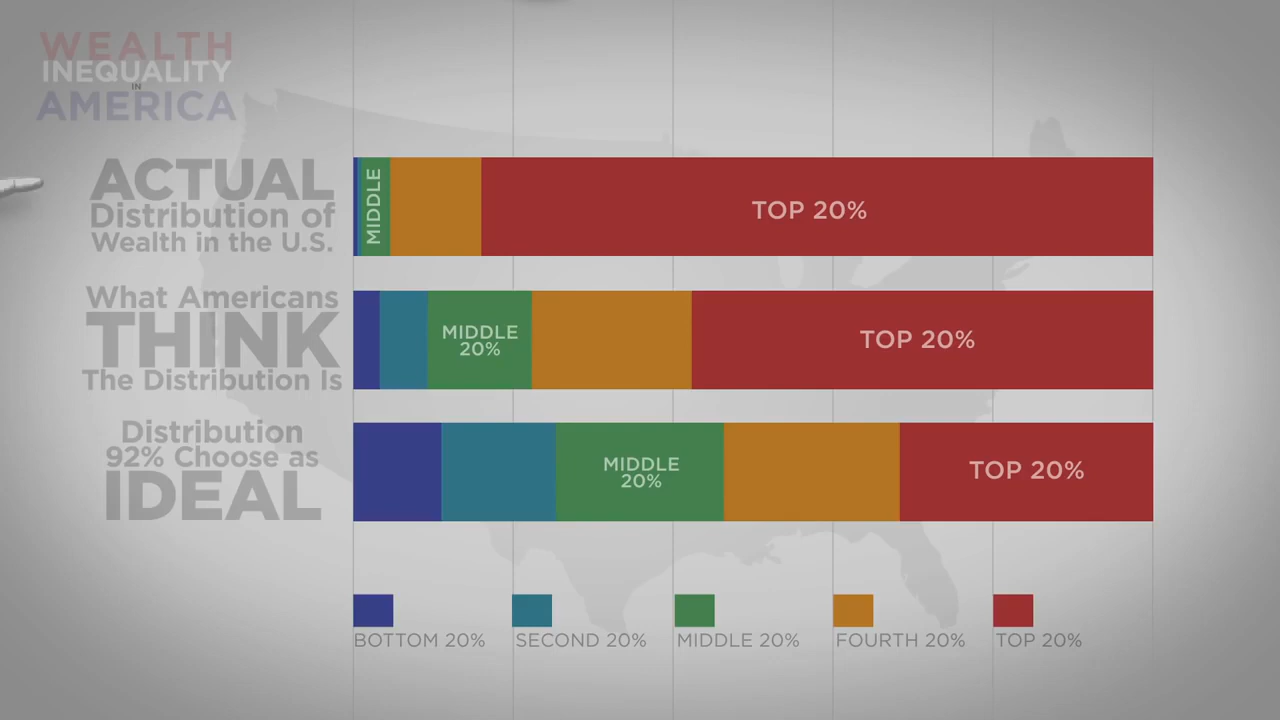 WEALTH
INEQUALITY
IN
AMERICA
ACTUAL
Distribution of
Wealth in the U.S.
MIDDLE
TOP 20%
What Americans
THINK
The Distribution Is
MIDDLE
20%
TOP 20%
Distribution
92% Choose as
IDEAL
MIDDLE
20%
TOP 20%
BOTTOM 20%
SECOND 20%
MIDDLE 20%
FOURTH 20%
TOP 20%